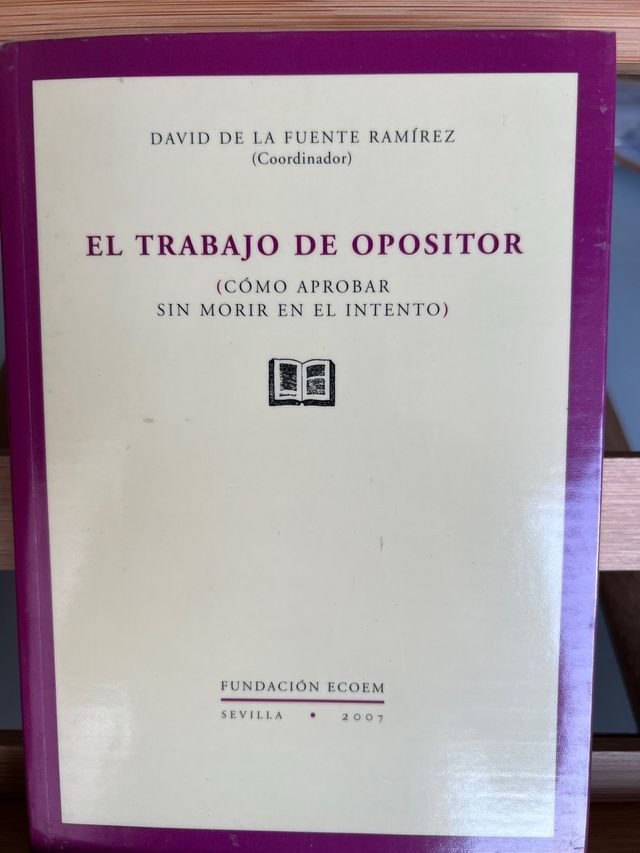 DAVID DE LA FUENTE RAMÍREZ
(Coordinador)
EL TRABAJO DE OPOSITOR
(CÓMO APROBAR
SIN MORIR EN EL INTENTO)
FUNDACIÓN ECOEM
SEVILLA • 2007